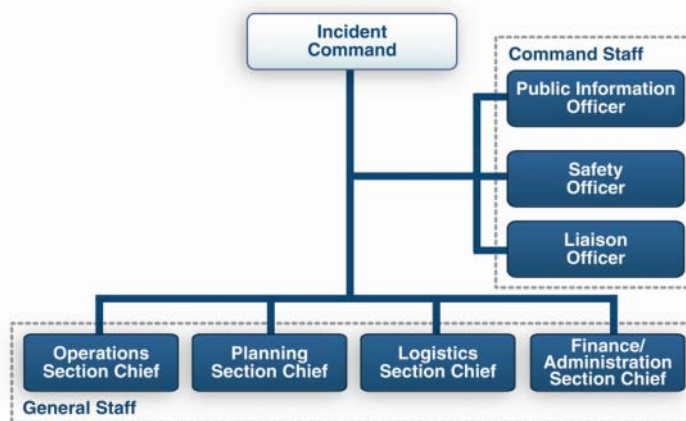 Incident
Command
Command Staff
Public Information
Officer
Safety
Officer
Liaison
Officer
Operations
Section Chief
Planning
Section Chief
Logistics
Section Chief
Finance/
Administration
Section Chief
General Staff